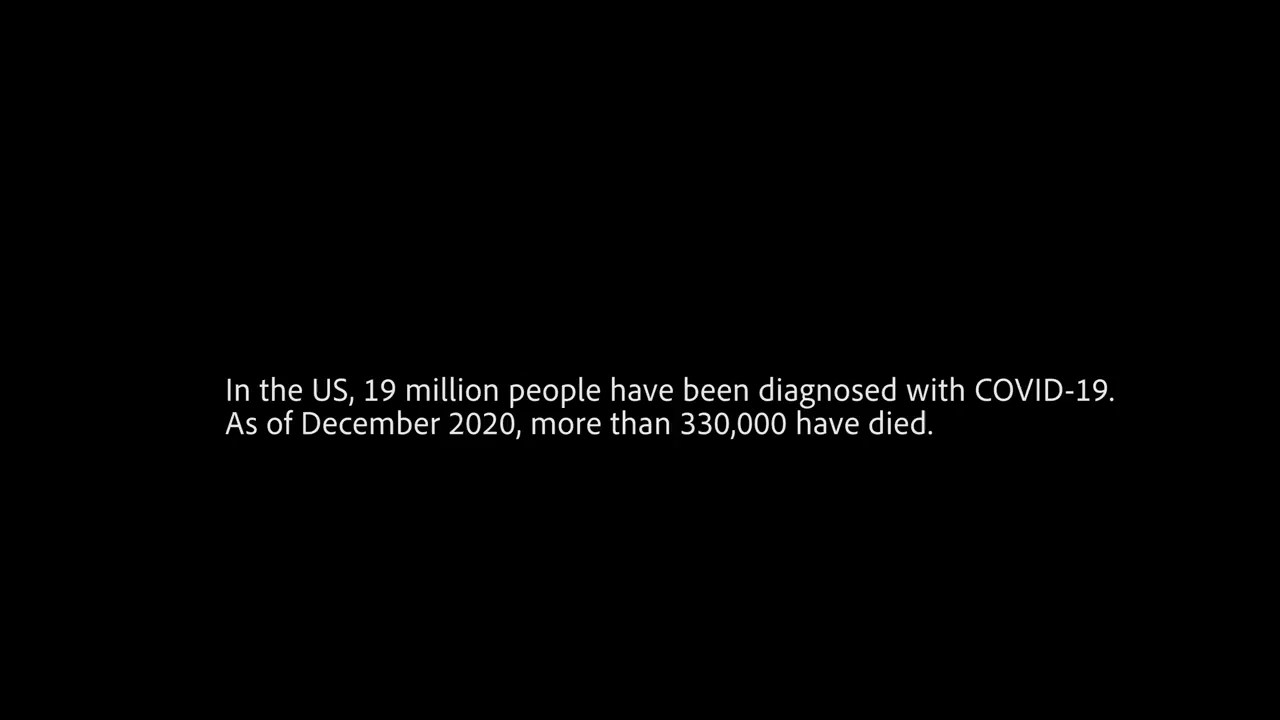 In the US, 19 million people have been diagnosed with COVID-19.
As of December 2020, more than 330,000 have died.